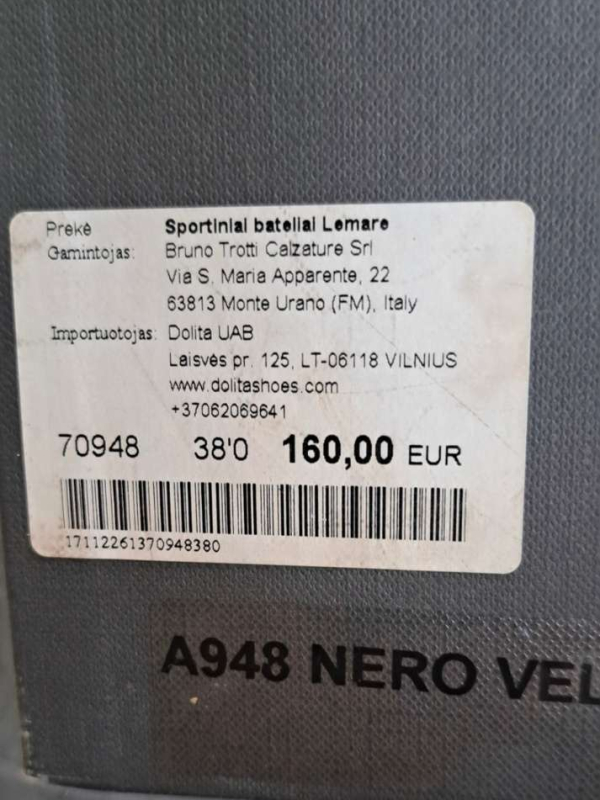 Prekė Sportiniai bateliai Lemare
Gamintojas: Bruno Trotti Calzature Srl
Via S. Maria Apparente, 22
63813 Monte Urano (FM), Italy
Importuotojas: Dolita UAB
Laisvės pr. 125, LT-06118 VILNIUS
www.dolitashoes.com
+37062069641
70948 38'0 160,00 EUR
17112261370948380
A948 NERO VEL